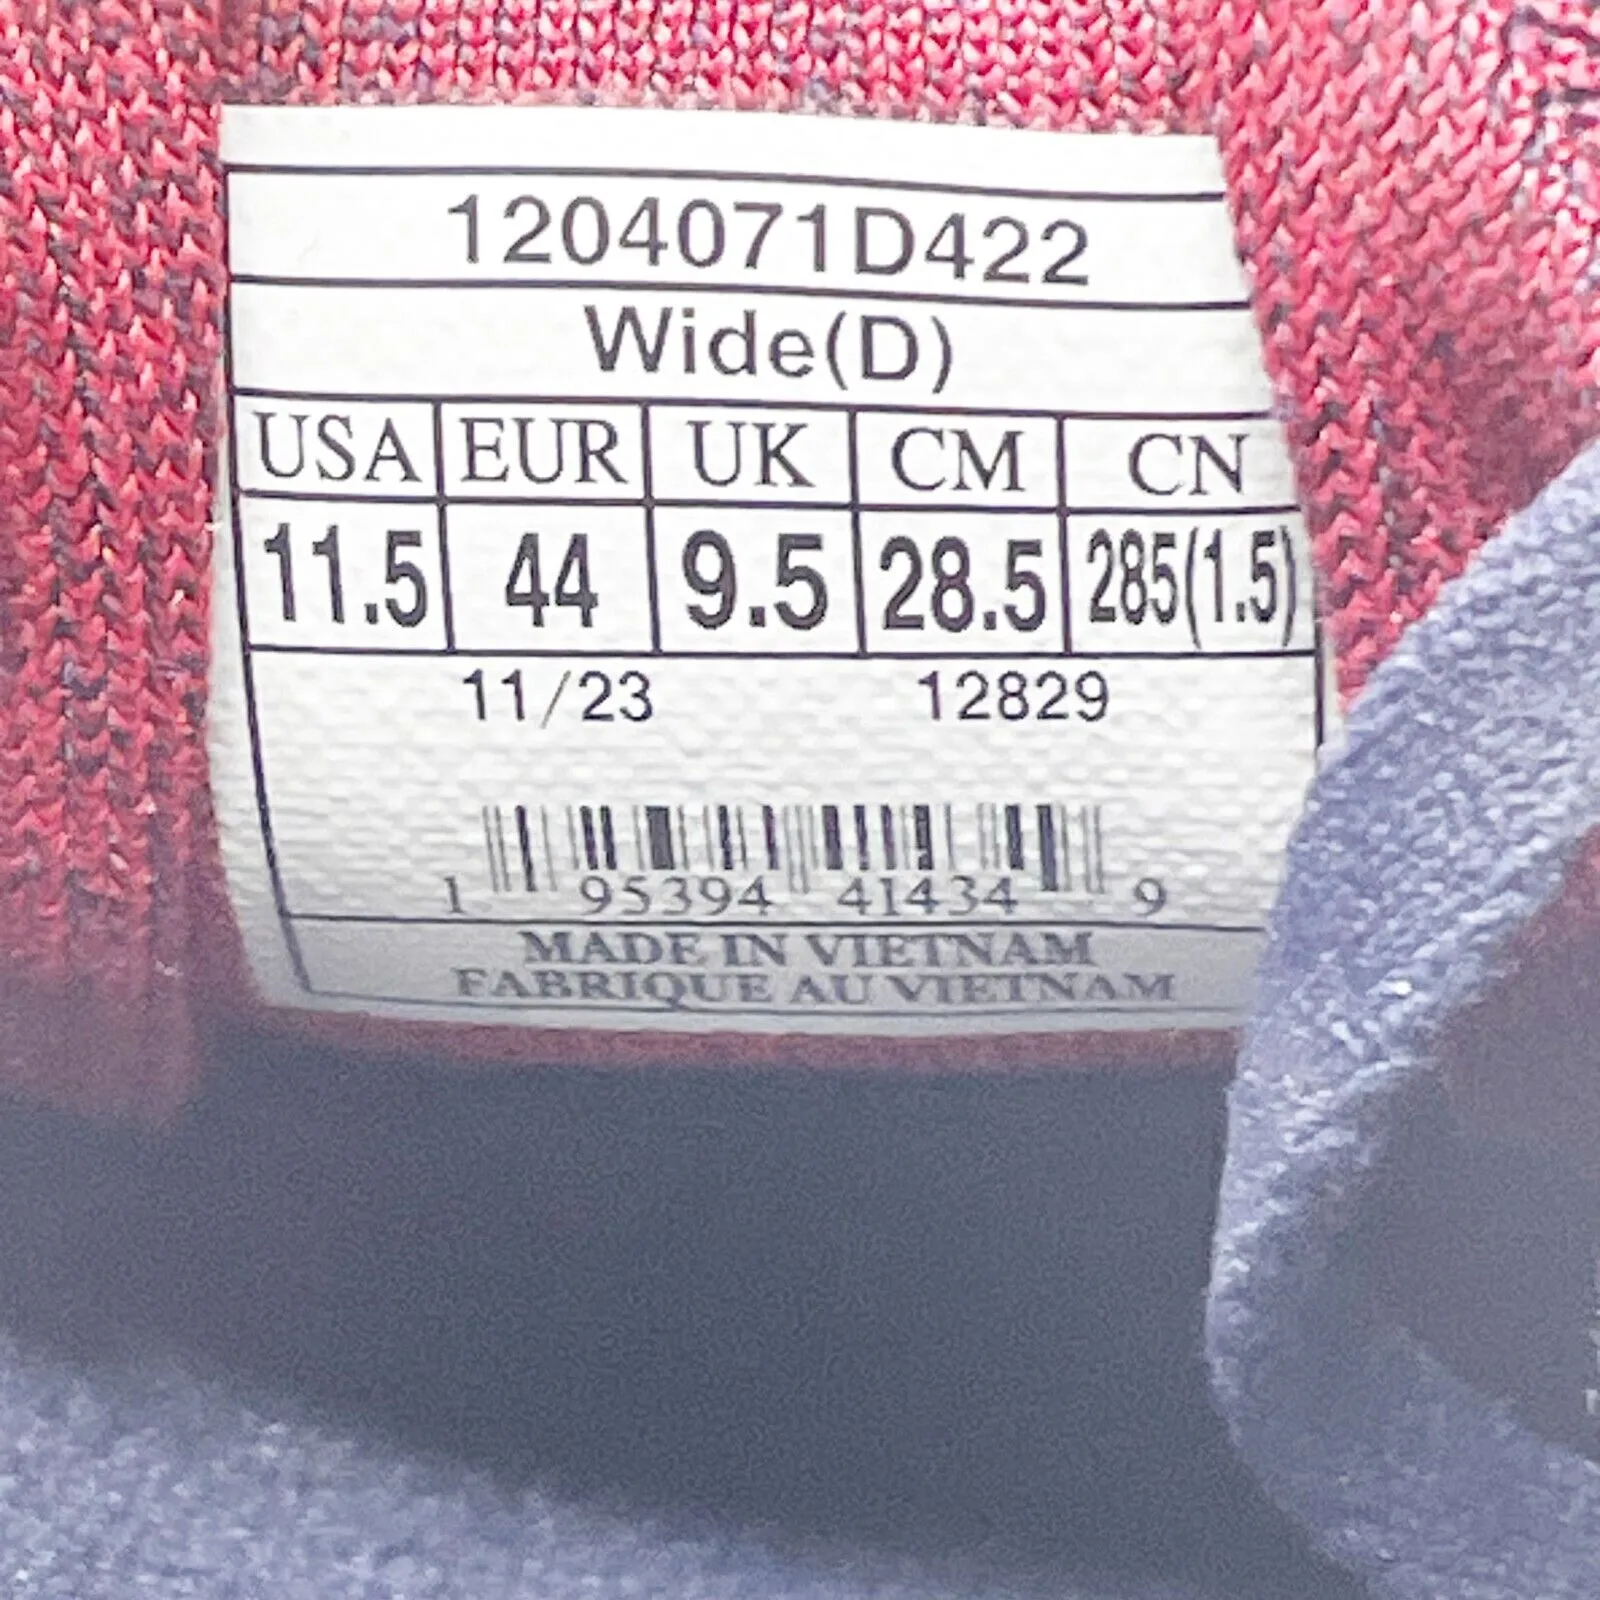 1204071D422
Wide(D)
USA EUR UK CM CN
11.5 44 9.5 28.5 285(1.5)
11/23 12829
1 95394 41434 9
MADE IN VIETNAM
FABRIQUE AU VIETNAM